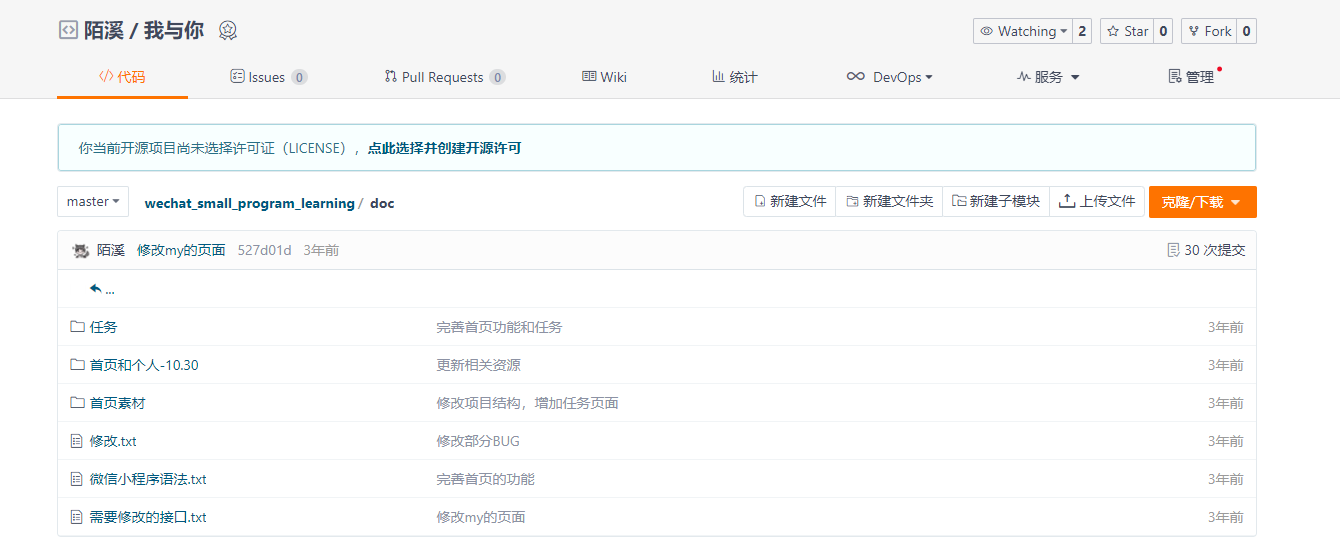 陌溪 / 我与你 Watching 2 Star 0 Fork 0
代码 Issues 0 Pull Requests 0 Wiki 统计 DevOps 服务 管理
你当前开源项目尚未选择许可证（LICENSE），点此选择并创建开源许可
master wechat_small_program_learning / doc 新建文件 新建文件夹 新建子模块 上传文件 克隆/下载
陌溪 修改my的页面 527d01d 3年前 30 次提交
...
任务 完善首页功能和任务 3年前
首页和个人-10.30 更新相关资源 3年前
首页素材 修改项目结构，增加任务页面 3年前
修改.txt 修改部分BUG 3年前
微信小程序语法.txt 完善首页的功能 3年前
需要修改的接口.txt 修改my的页面 3年前